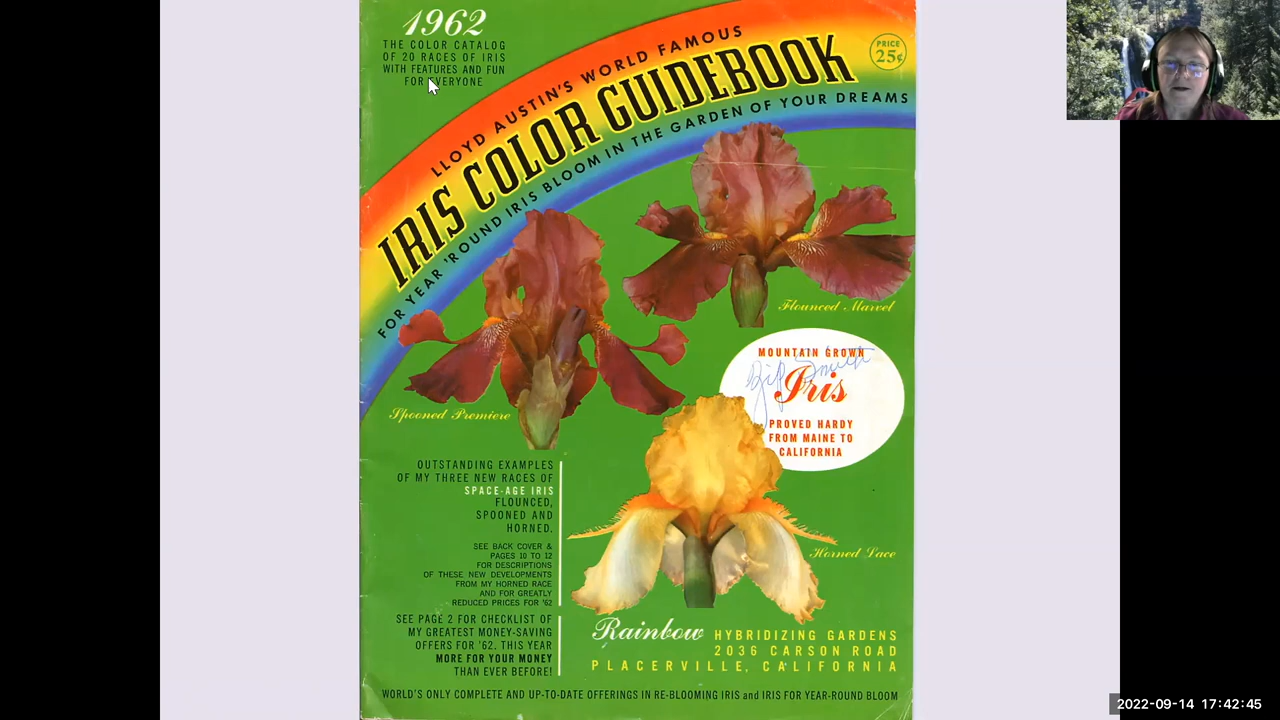 1962
THE COLOR CATALOG
OF 20 RACES OF IRIS
WITH FEATURES AND FUN
FOR EVERYONE
PRICE
25¢
LLOYD AUSTIN'S WORLD FAMOUS
IRIS COLOR GUIDEBOOK
FOR YEAR 'ROUND IRIS BLOOM IN THE GARDEN OF YOUR DREAMS
Flounced Marvel
Spooned Premiere
MOUNTAIN GROWN
Iris
PROVED HARDY
FROM MAINE TO
CALIFORNIA
OUTSTANDING EXAMPLES
OF MY THREE NEW RACES OF
SPACE-AGE IRIS
FLOUNCED,
SPOONED AND
HORNED.
SEE BACK COVER &
PAGES 10 TO 12
FOR DESCRIPTIONS
OF THESE NEW DEVELOPMENTS
FROM MY HORNED RACE
AND FOR GREATLY
REDUCED PRICES FOR '62
Horned Lace
SEE PAGE 2 FOR CHECKLIST OF
MY GREATEST MONEY-SAVING
OFFERS FOR '62. THIS YEAR
MORE FOR YOUR MONEY
THAN EVER BEFORE!
Rainbow HYBRIDIZING GARDENS
2036 CARSON ROAD
PLACERVILLE, CALIFORNIA
WORLD'S ONLY COMPLETE AND UP-TO-DATE OFFERINGS IN RE-BLOOMING IRIS and IRIS FOR YEAR-ROUND BLOOM
2022-09-14 17:42:45